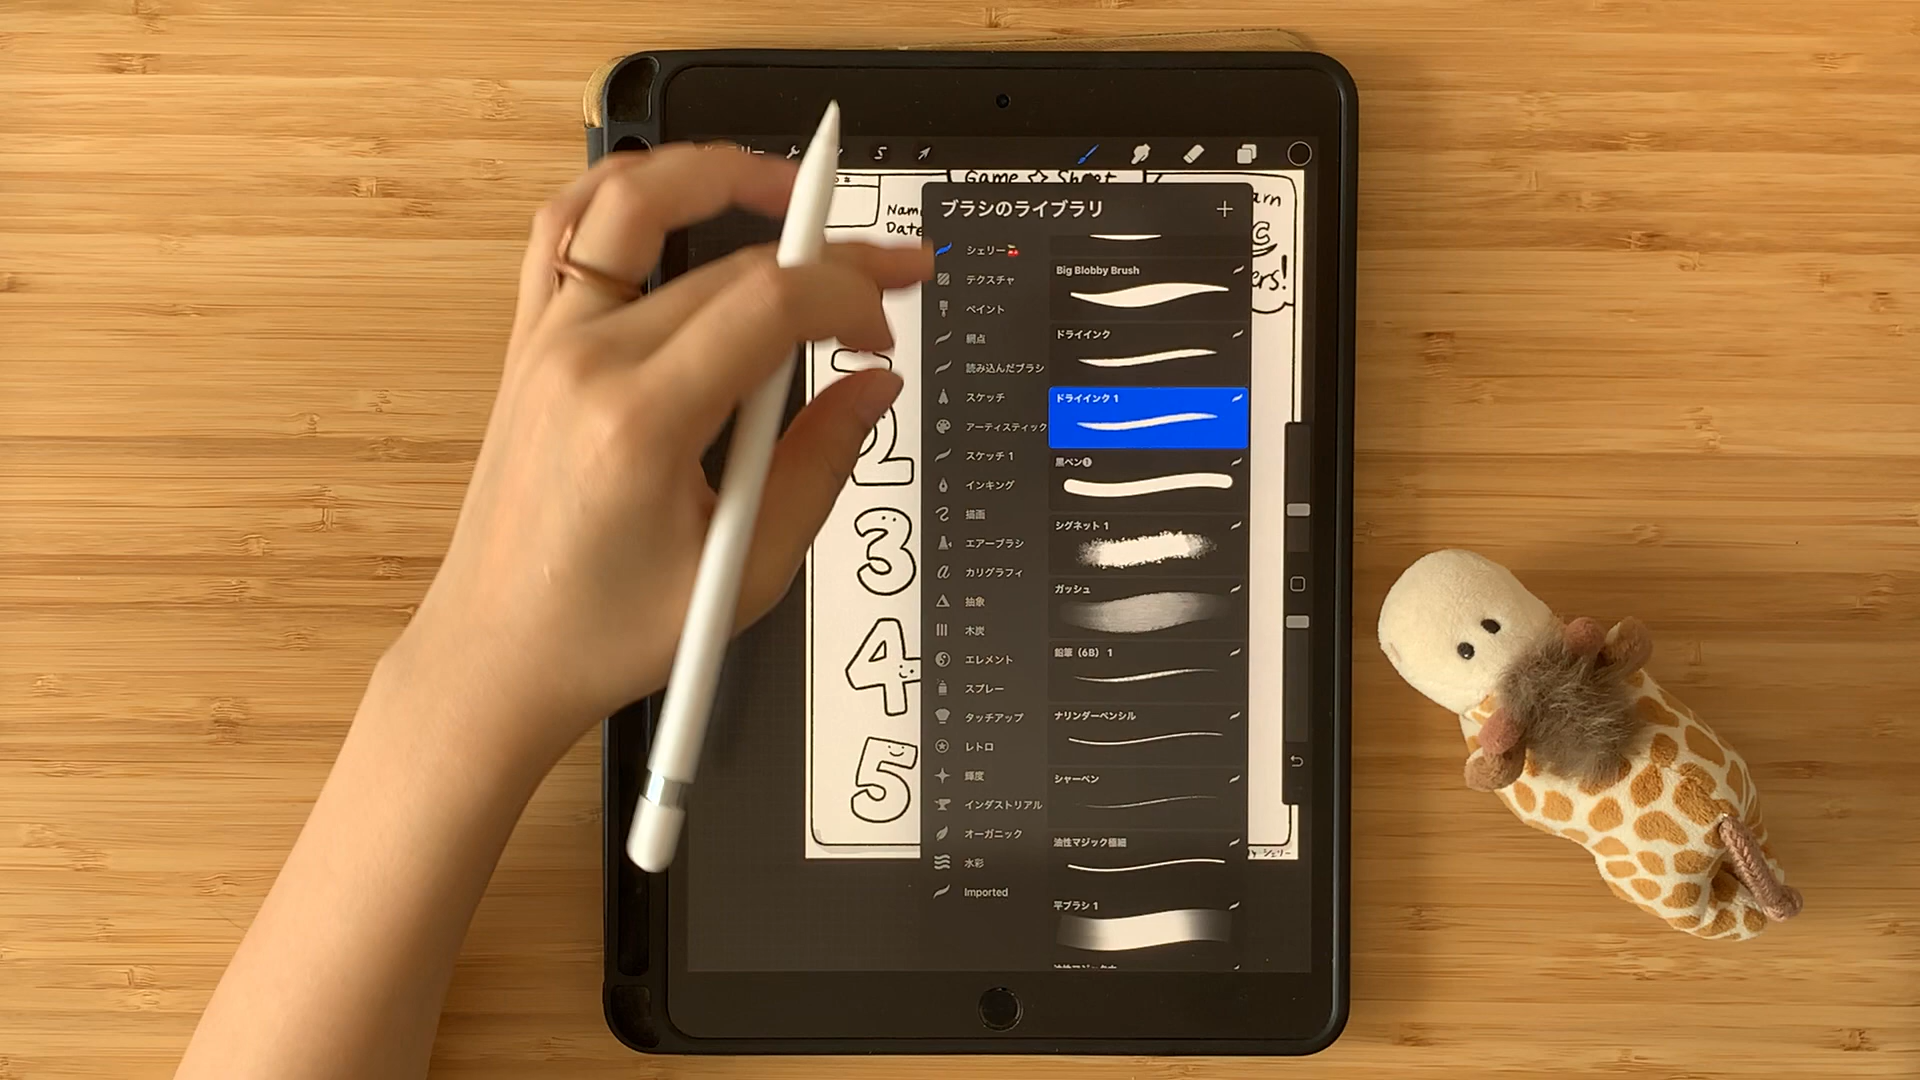 S
Game ☆ Sheet
Name
Date
arn
C
ers!
ブラシのライブラリ
シェリー🍒
テクスチャ
ペイント
網点
読み込んだブラシ
スケッチ
アーティスティック
スケッチ 1
インキング
描画
エアーブラシ
カリグラフィ
抽象
木炭
エレメント
スプレー
タッチアップ
レトロ
輝度
インダストリアル
オーガニック
水彩
Imported
Big Blobby Brush
ドライインク
ドライインク 1
黒ペン❶
シグネット 1
ガッシュ
鉛筆（6B） 1
ナリンダーペンシル
シャーペン
油性マジック極細
平ブラシ 1
2
3
4
5
by シェリー